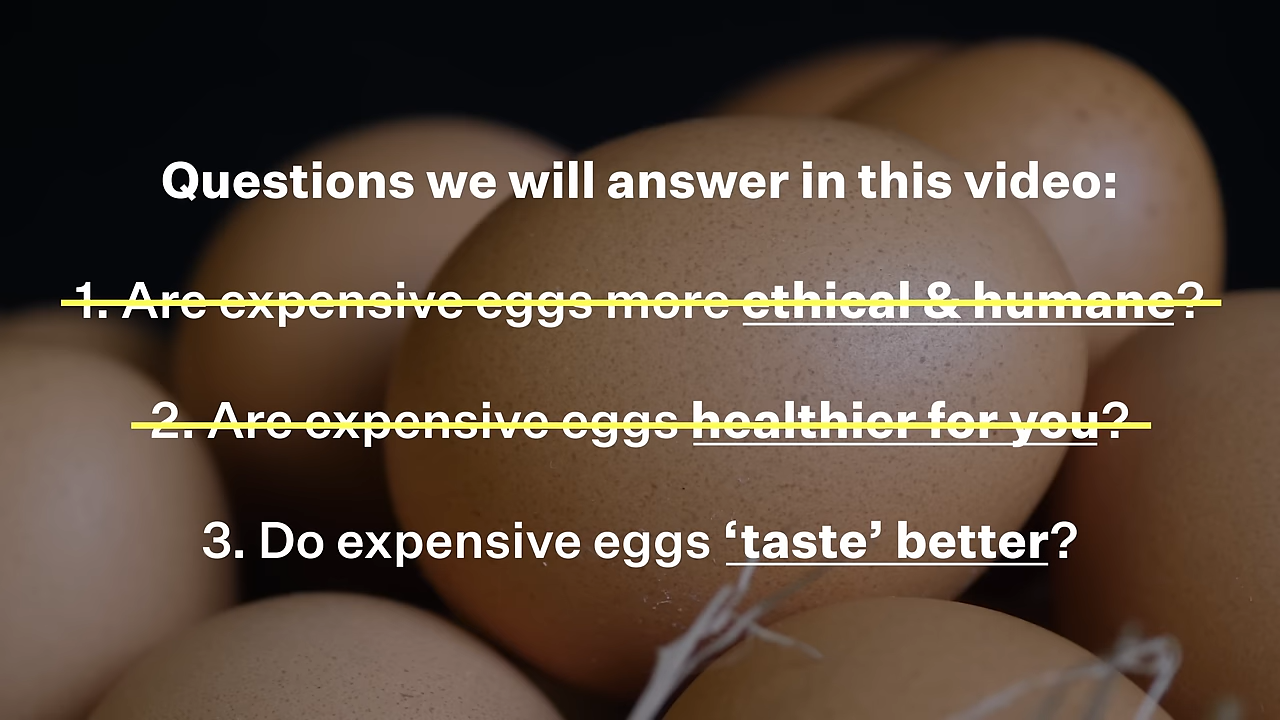 Questions we will answer in this video:
1. Are expensive eggs more ethical & humane?
2. Are expensive eggs healthier for you?
3. Do expensive eggs ‘taste’ better?